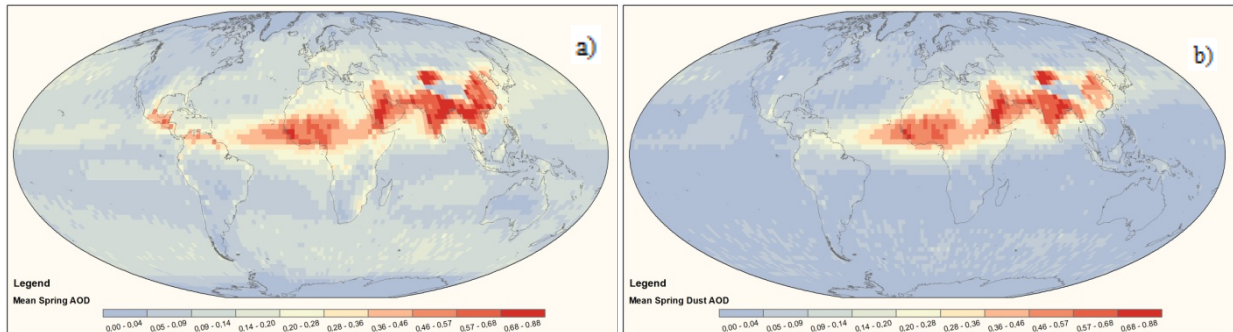 a)
Legend
Mean Spring AOD
0,00 - 0,04 0,05 - 0,09 0,09 - 0,14 0,14 - 0,20 0,20 - 0,28 0,28 - 0,36 0,36 - 0,46 0,46 - 0,57 0,57 - 0,68 0,68 - 0,88
b)
Legend
Mean Spring Dust AOD
0,00 - 0,04 0,05 - 0,09 0,09 - 0,14 0,14 - 0,20 0,20 - 0,28 0,28 - 0,36 0,36 - 0,46 0,46 - 0,57 0,57 - 0,68 0,68 - 0,88